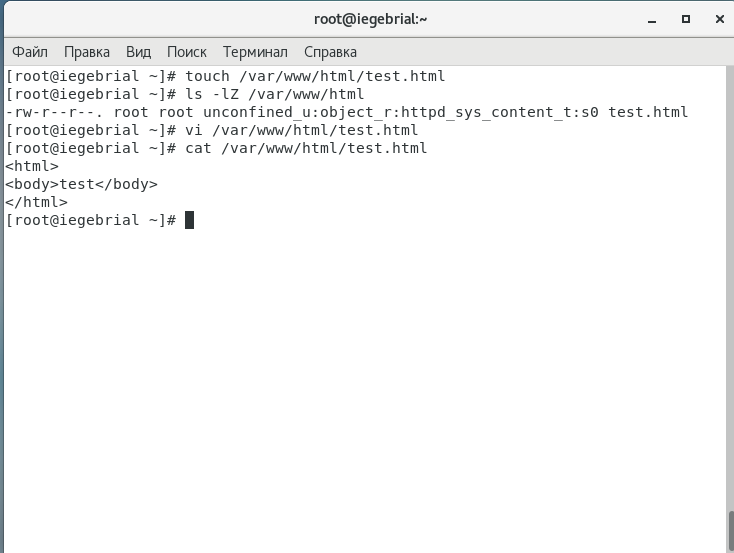 root@iegebrial:~
Файл Правка Вид Поиск Терминал Справка
[root@iegebrial ~]# touch /var/www/html/test.html
[root@iegebrial ~]# ls -lZ /var/www/html
-rw-r--r--. root root unconfined_u:object_r:httpd_sys_content_t:s0 test.html
[root@iegebrial ~]# vi /var/www/html/test.html
[root@iegebrial ~]# cat /var/www/html/test.html
<html>
<body>test</body>
</html>
[root@iegebrial ~]#